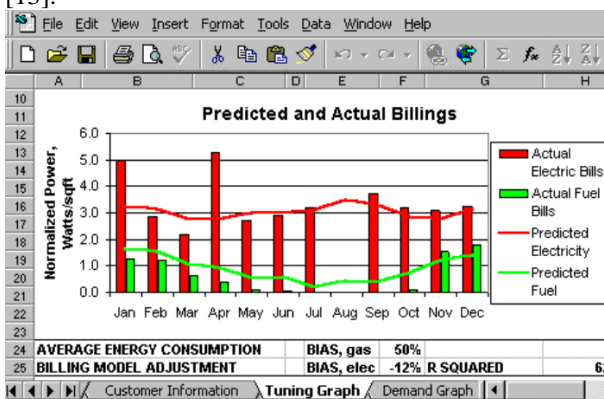 [15].
File Edit View Insert Format Tools Data Window Help
A B C D E F G H
10
11
12
13
14
15
16
17
18
19
20
21
22
23
24
25
Predicted and Actual Billings
Normalized Power,
Watts/sqft
6.0
5.0
4.0
3.0
2.0
1.0
0.0
Jan Feb Mar Apr May Jun Jul Aug Sep Oct Nov Dec
Actual
Electric Bills
Actual Fuel
Bills
Predicted
Electricity
Predicted
Fuel
AVERAGE ENERGY CONSUMPTION BIAS, gas 50%
BILLING MODEL ADJUSTMENT BIAS, elec -12% R SQUARED
Customer Information Tuning Graph Demand Graph